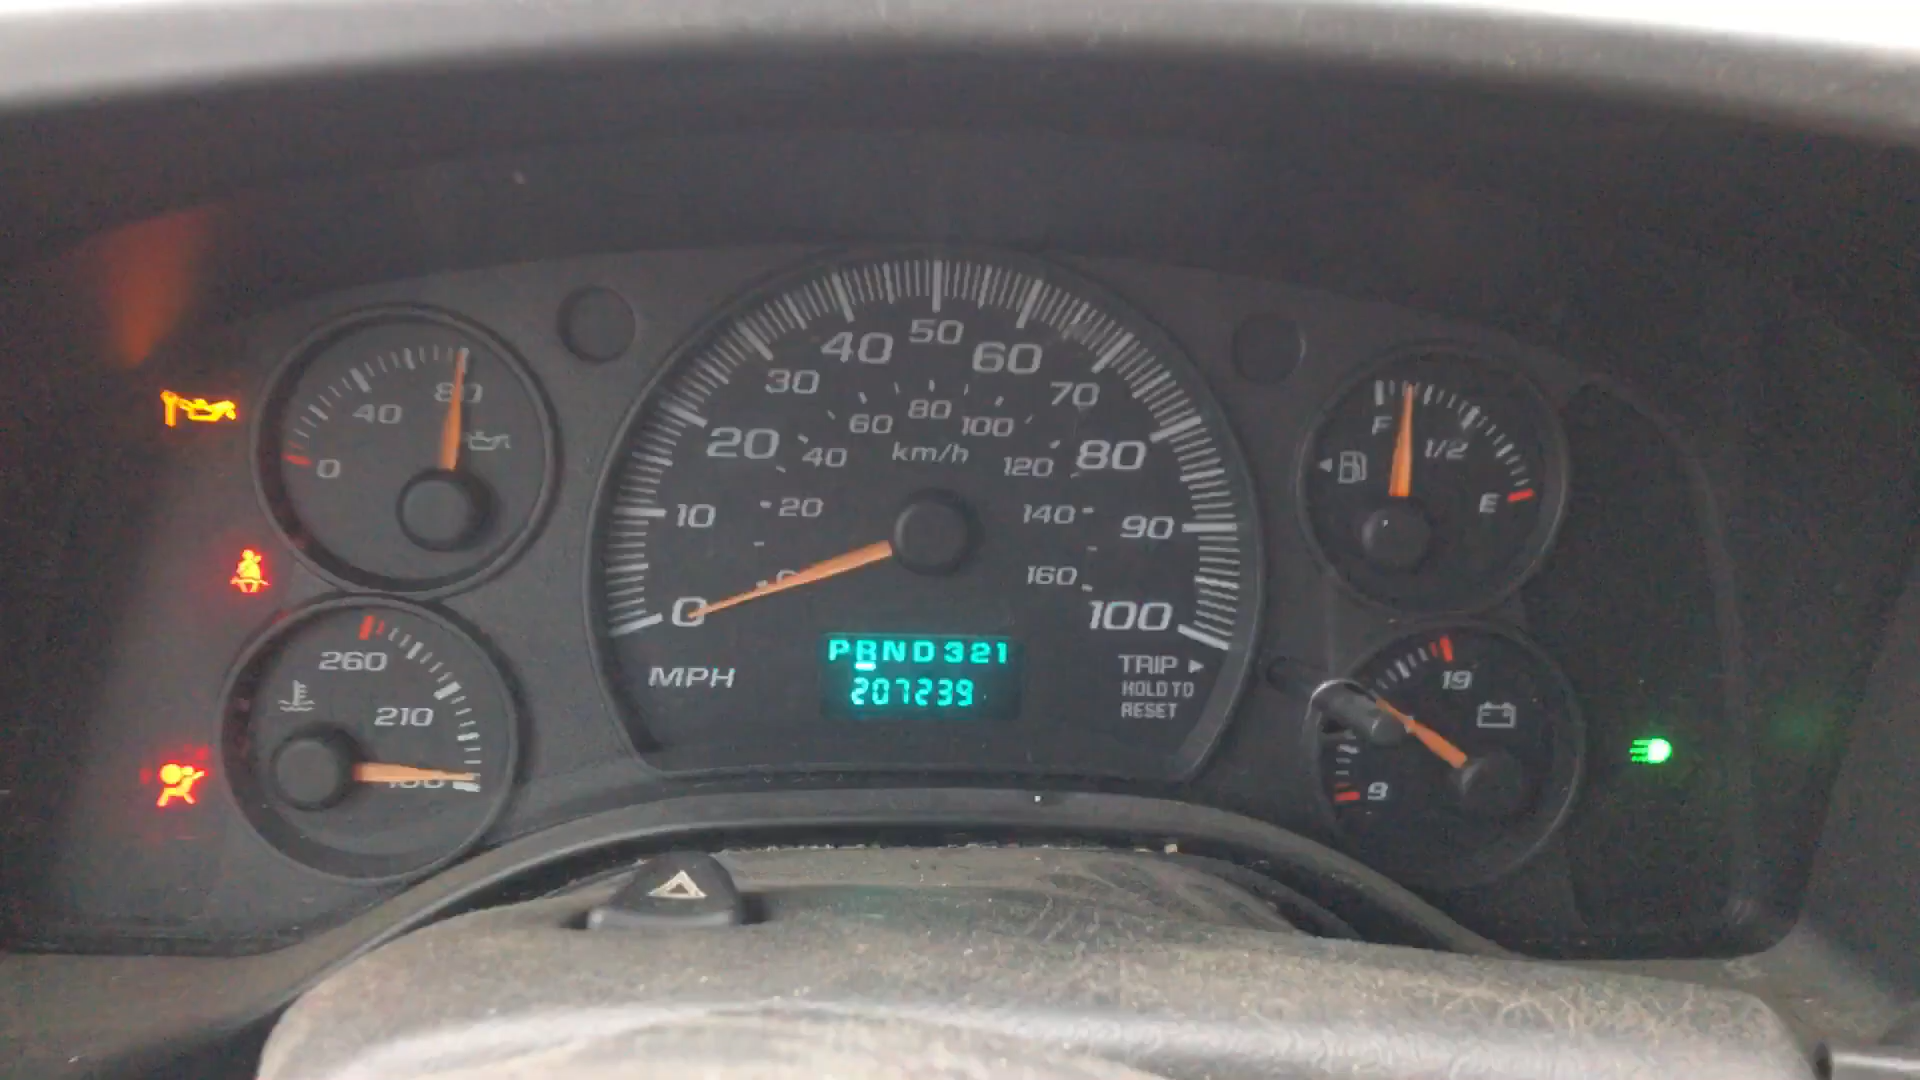 0 40 80
260
210
100
0 10 20 30 40 50 60 70 80 90 100
20 40 60 80 100 120 140 160
km/h
MPH
PRND321
207239
TRIP
HOLD TO
RESET
F 1/2 E
19
9